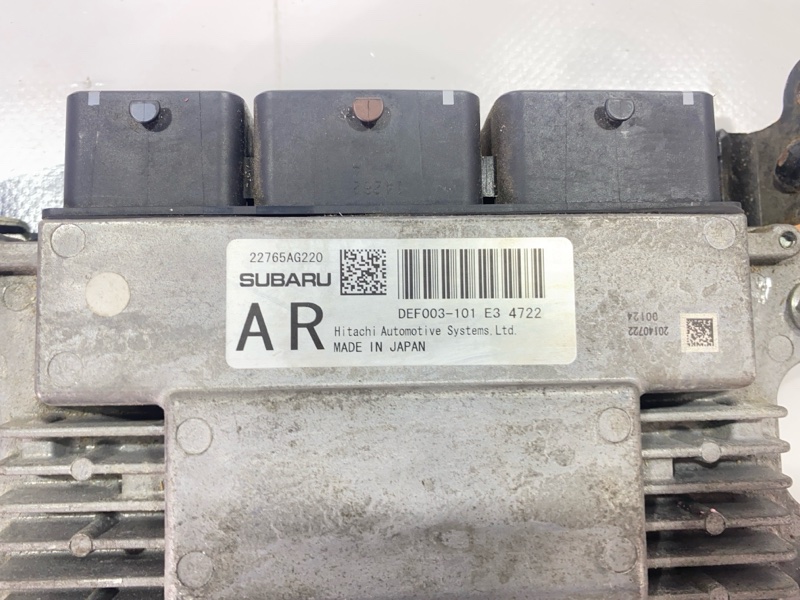 22765AG220
SUBARU
AR
DEF003-101 E3 4722
Hitachi Automotive Systems,Ltd.
MADE IN JAPAN
20140722
00124